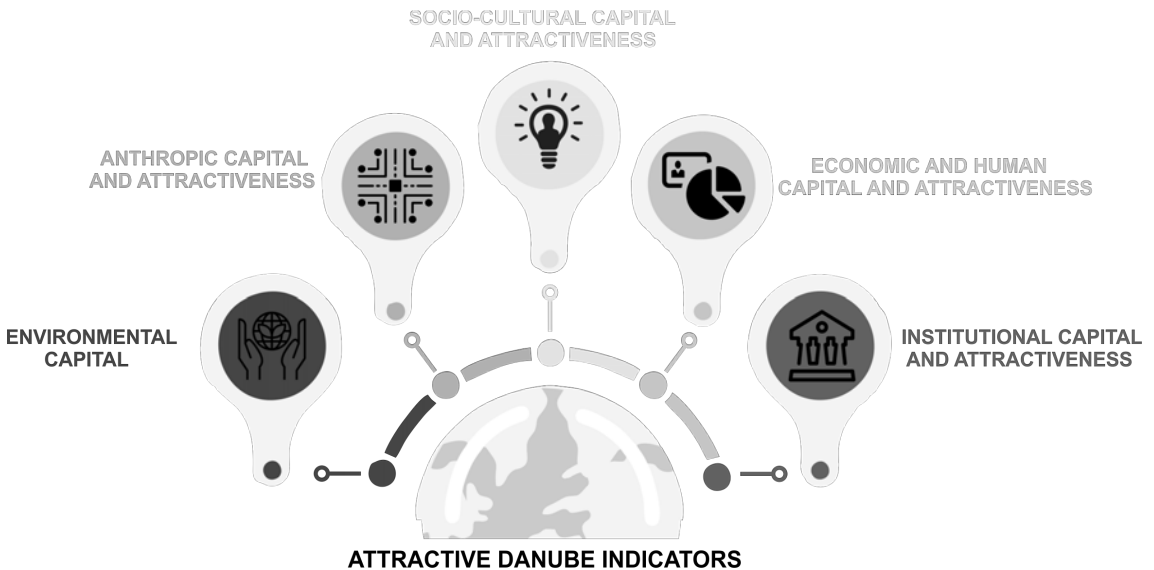 SOCIO-CULTURAL CAPITAL
AND ATTRACTIVENESS
ANTHROPIC CAPITAL
AND ATTRACTIVENESS
ECONOMIC AND HUMAN
CAPITAL AND ATTRACTIVENESS
ENVIRONMENTAL
CAPITAL
INSTITUTIONAL CAPITAL
AND ATTRACTIVENESS
ATTRACTIVE DANUBE INDICATORS